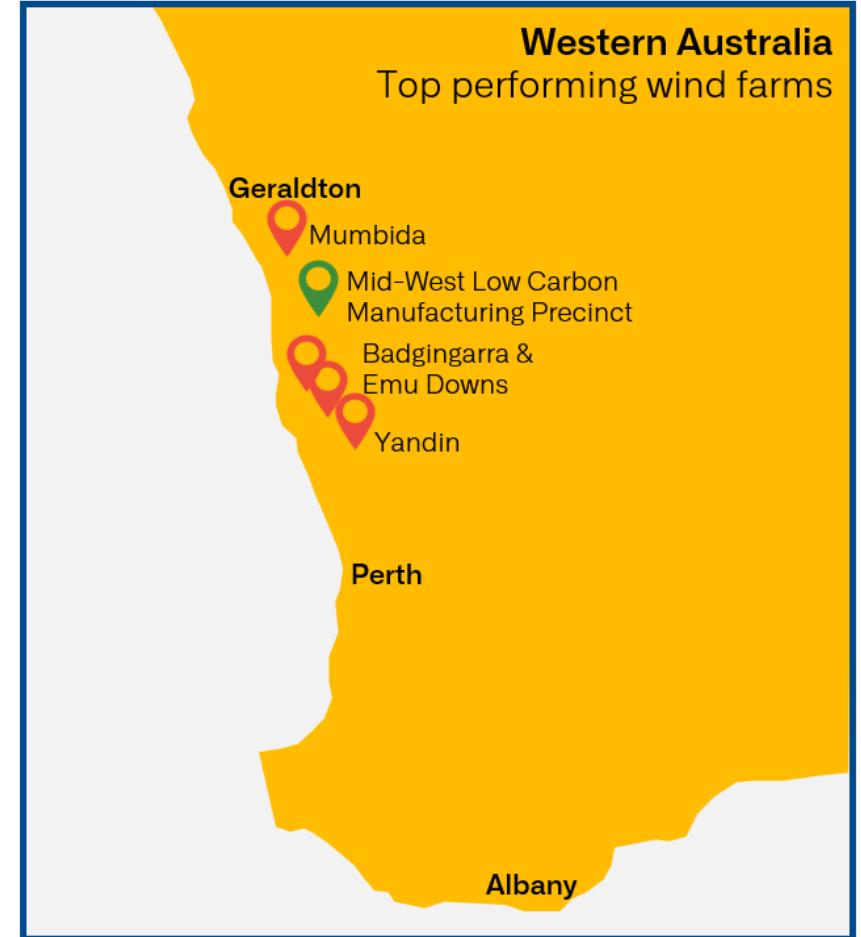 Western Australia
Top performing wind farms
Geraldton
Mumbida
Mid-West Low Carbon
Manufacturing Precinct
Badgingarra &
Emu Downs
Yandin
Perth
Albany